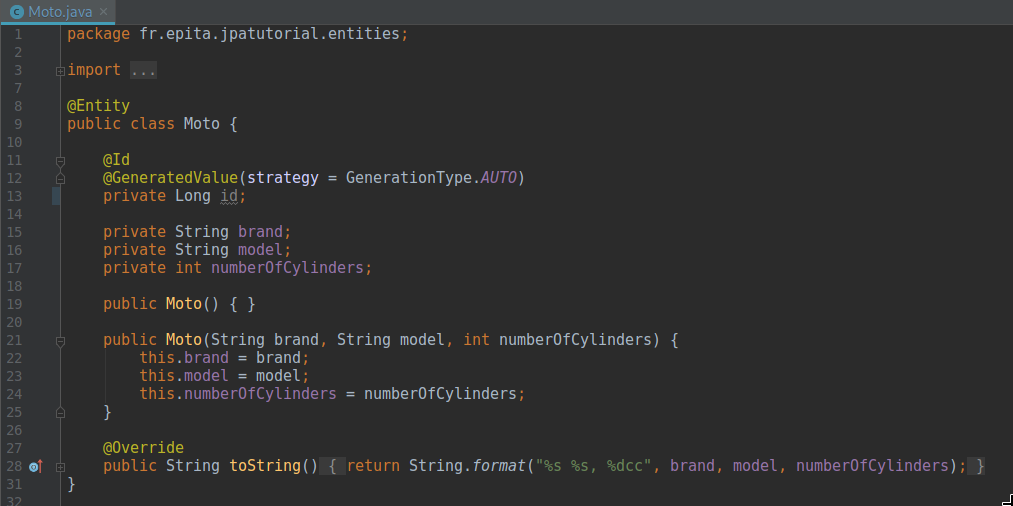 Moto.java ×
1 package fr.epita.jpatutorial.entities;
2
3 import ...
7
8 @Entity
9 public class Moto {
10
11 @Id
12 @GeneratedValue(strategy = GenerationType.AUTO)
13 private Long id;
14
15 private String brand;
16 private String model;
17 private int numberOfCylinders;
18
19 public Moto() { }
20
21 public Moto(String brand, String model, int numberOfCylinders) {
22 this.brand = brand;
23 this.model = model;
24 this.numberOfCylinders = numberOfCylinders;
25 }
26
27 @Override
28 public String toString() { return String.format("%s %s, %dcc", brand, model, numberOfCylinders); }
31 }
32